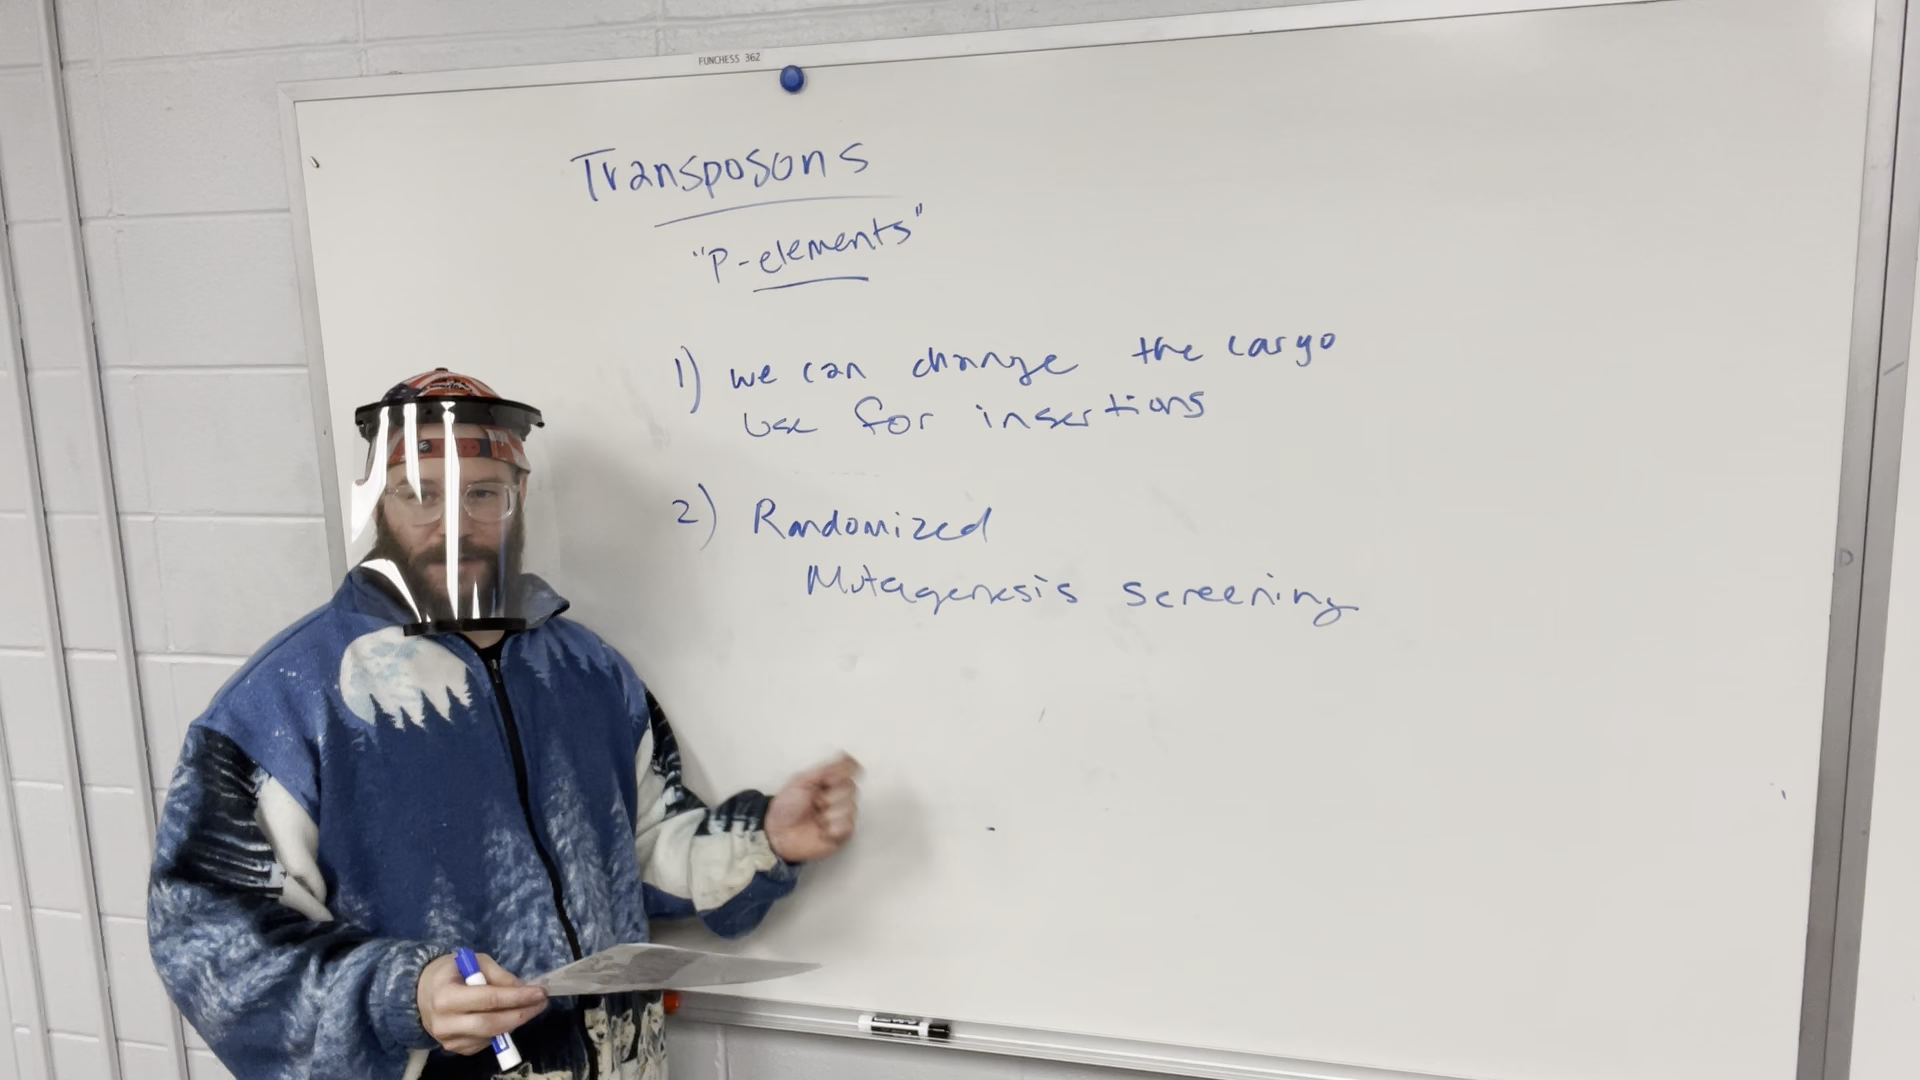 FUNCHESS 362
Transposons
"P-elements"
1) we can change the cargo
use for insertions
2) Randomized
Mutagenesis screening